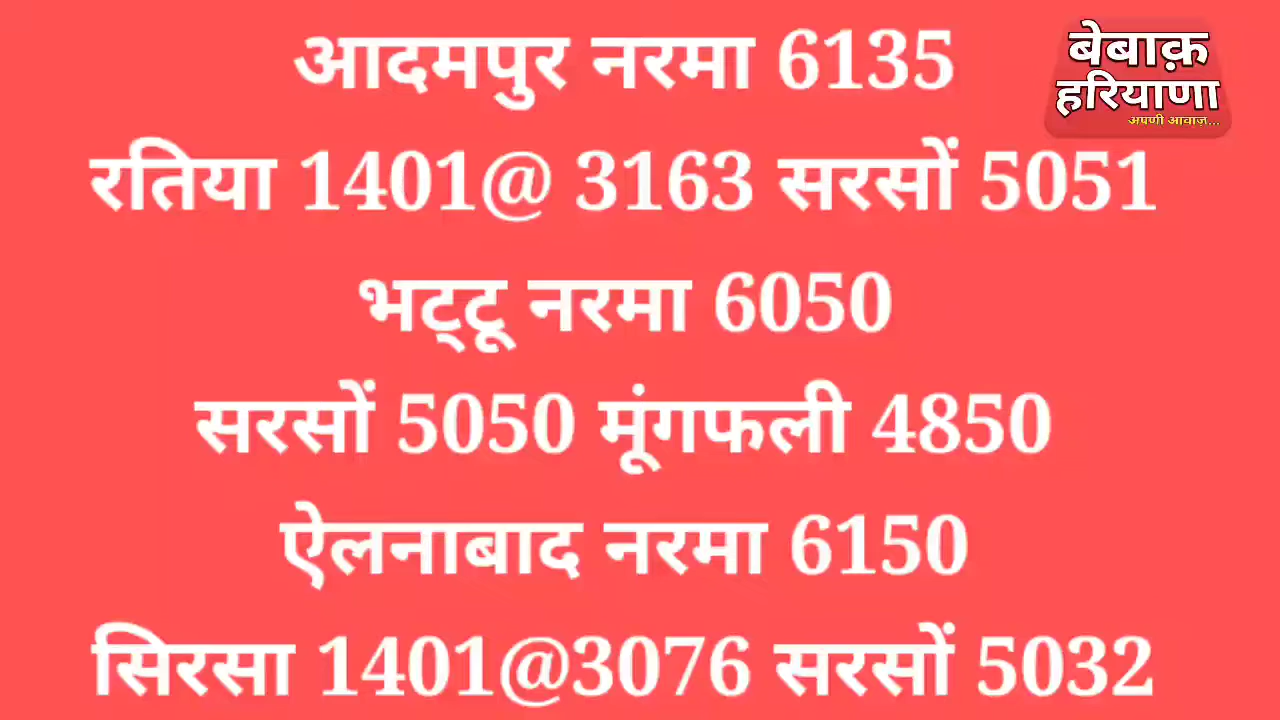 आदमपुर नरमा 6135
बेबाक़
हरियाणा
अपणी आवाज़...
रतिया 1401@ 3163 सरसों 5051
भट्टू नरमा 6050
सरसों 5050 मूंगफली 4850
ऐलनाबाद नरमा 6150
सिरसा 1401@3076 सरसों 5032